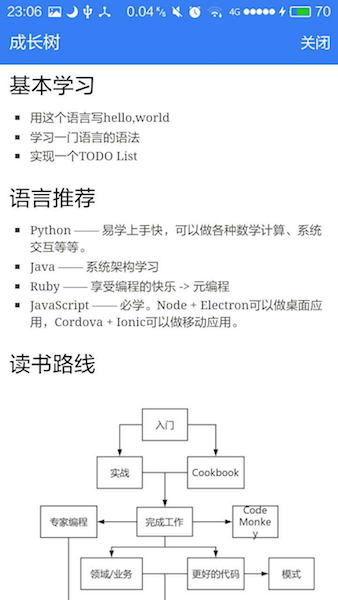 23:06 0.04 K/s 4G 70
成长树 关闭
基本学习
用这个语言写hello,world
学习一门语言的语法
实现一个TODO List
语言推荐
Python —— 易学上手快，可以做各种数学计算、系统
交互等等。
Java —— 系统架构学习
Ruby —— 享受编程的快乐 -> 元编程
JavaScript —— 必学。Node + Electron可以做桌面应
用，Cordova + Ionic可以做移动应用。
读书路线
入门
实战 Cookbook
专家编程 完成工作 Code
Monke
y
领域/业务 更好的代码 模式